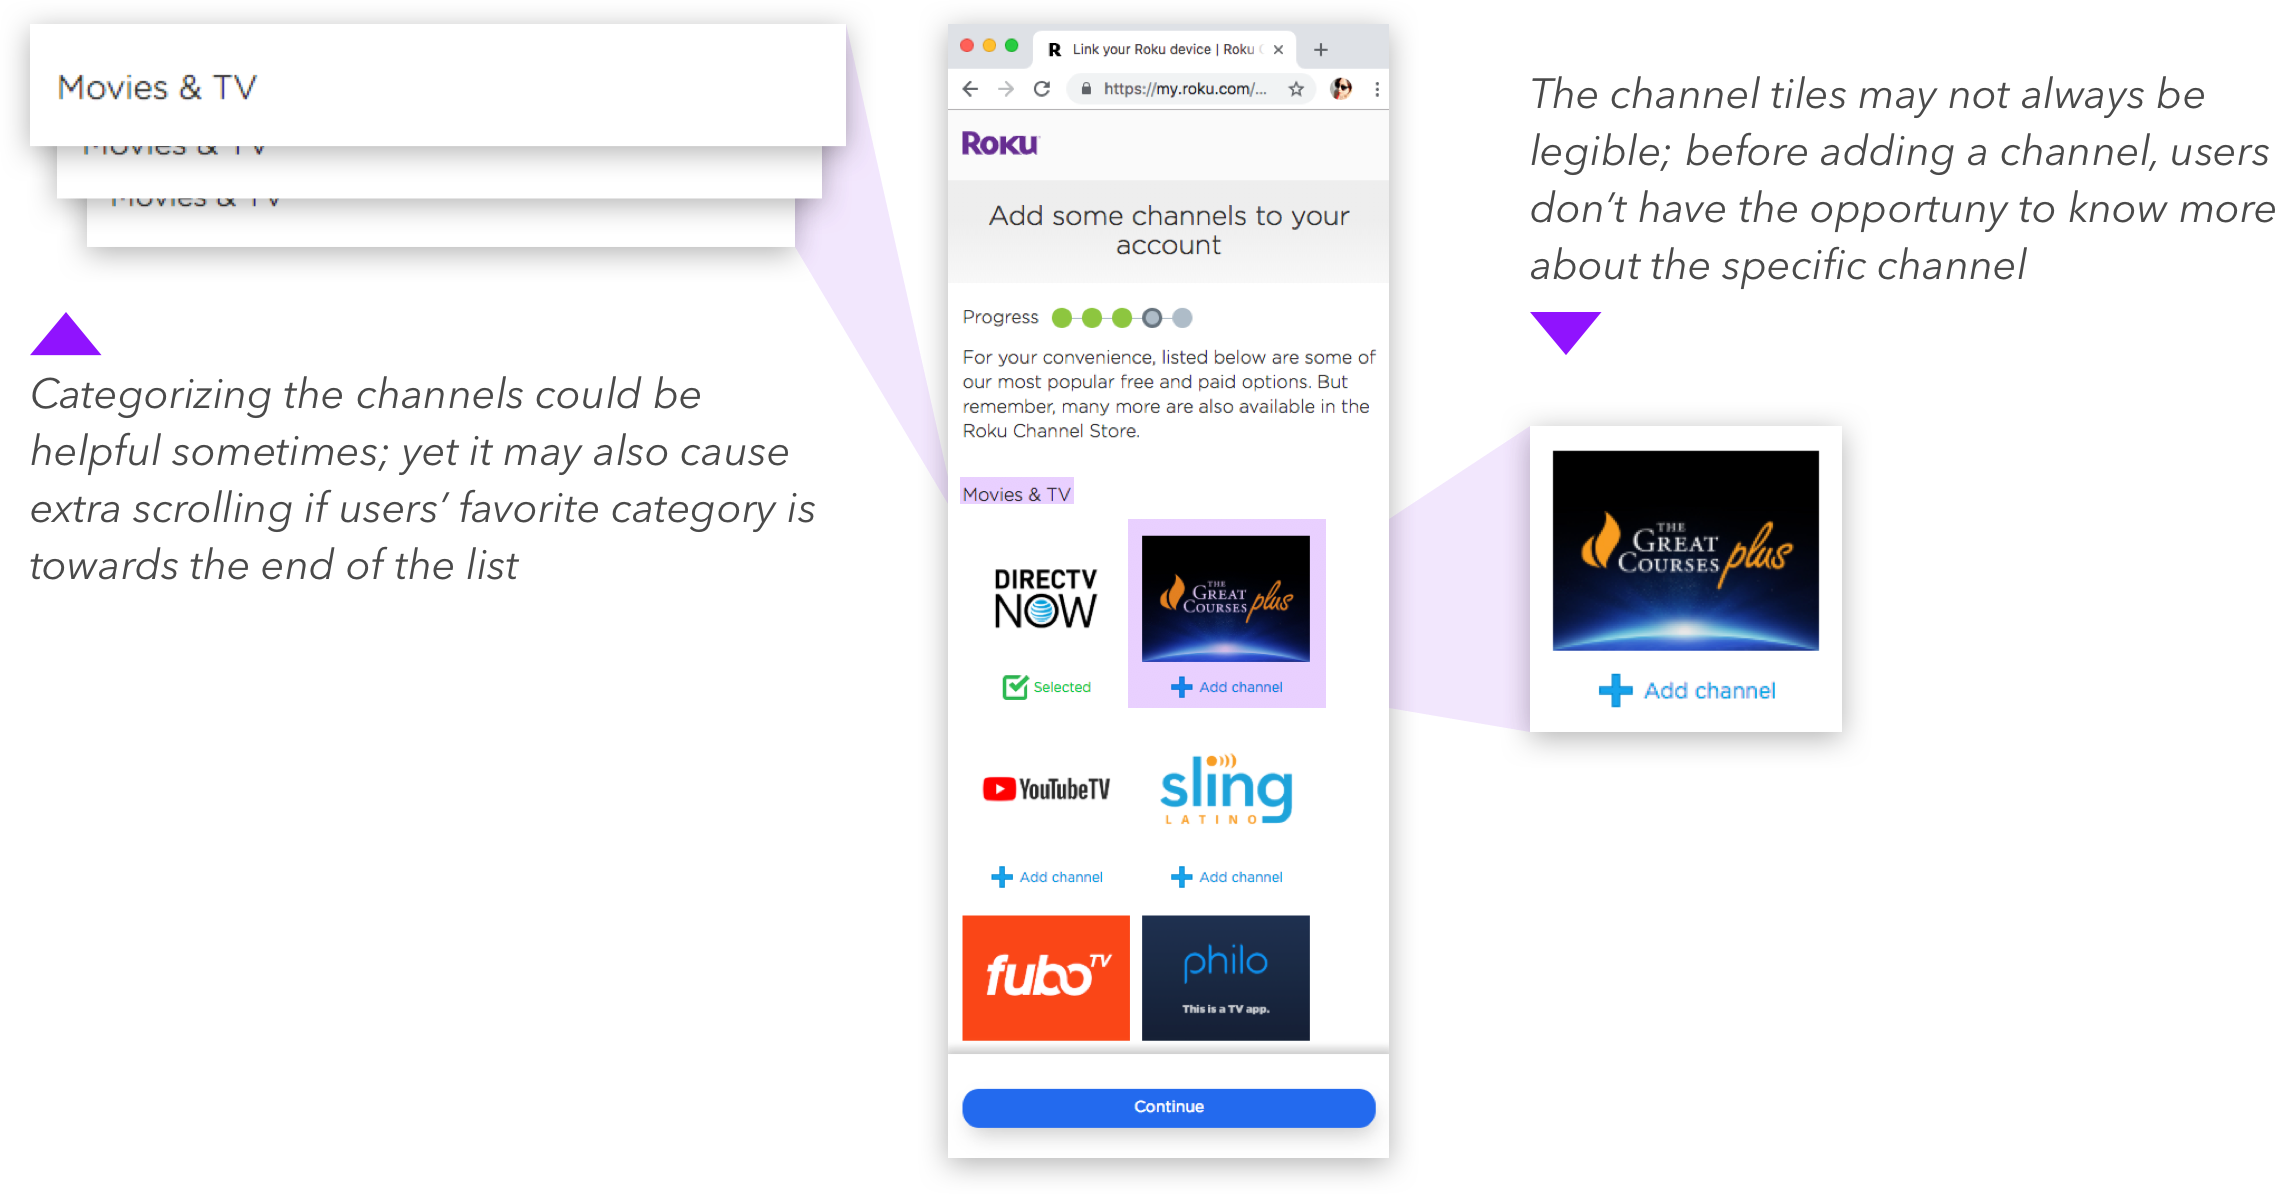 Movies & TV
Movies & TV
Movies & TV
Categorizing the channels could be
helpful sometimes; yet it may also cause
extra scrolling if users’ favorite category is
towards the end of the list
R Link your Roku device | Roku
https://my.roku.com/...
Roku
Add some channels to your
account
Progress
For your convenience, listed below are some of
our most popular free and paid options. But
remember, many more are also available in the
Roku Channel Store.
Movies & TV
DIRECTV
NOW
Selected
THE
GREAT
COURSES plus
Add channel
YouTubeTV
Add channel
sling
LATINO
Add channel
fubo TV
philo
This is a TV app.
Continue
The channel tiles may not always be
legible; before adding a channel, users
don’t have the opportuny to know more
about the specific channel
THE
GREAT
COURSES plus
Add channel